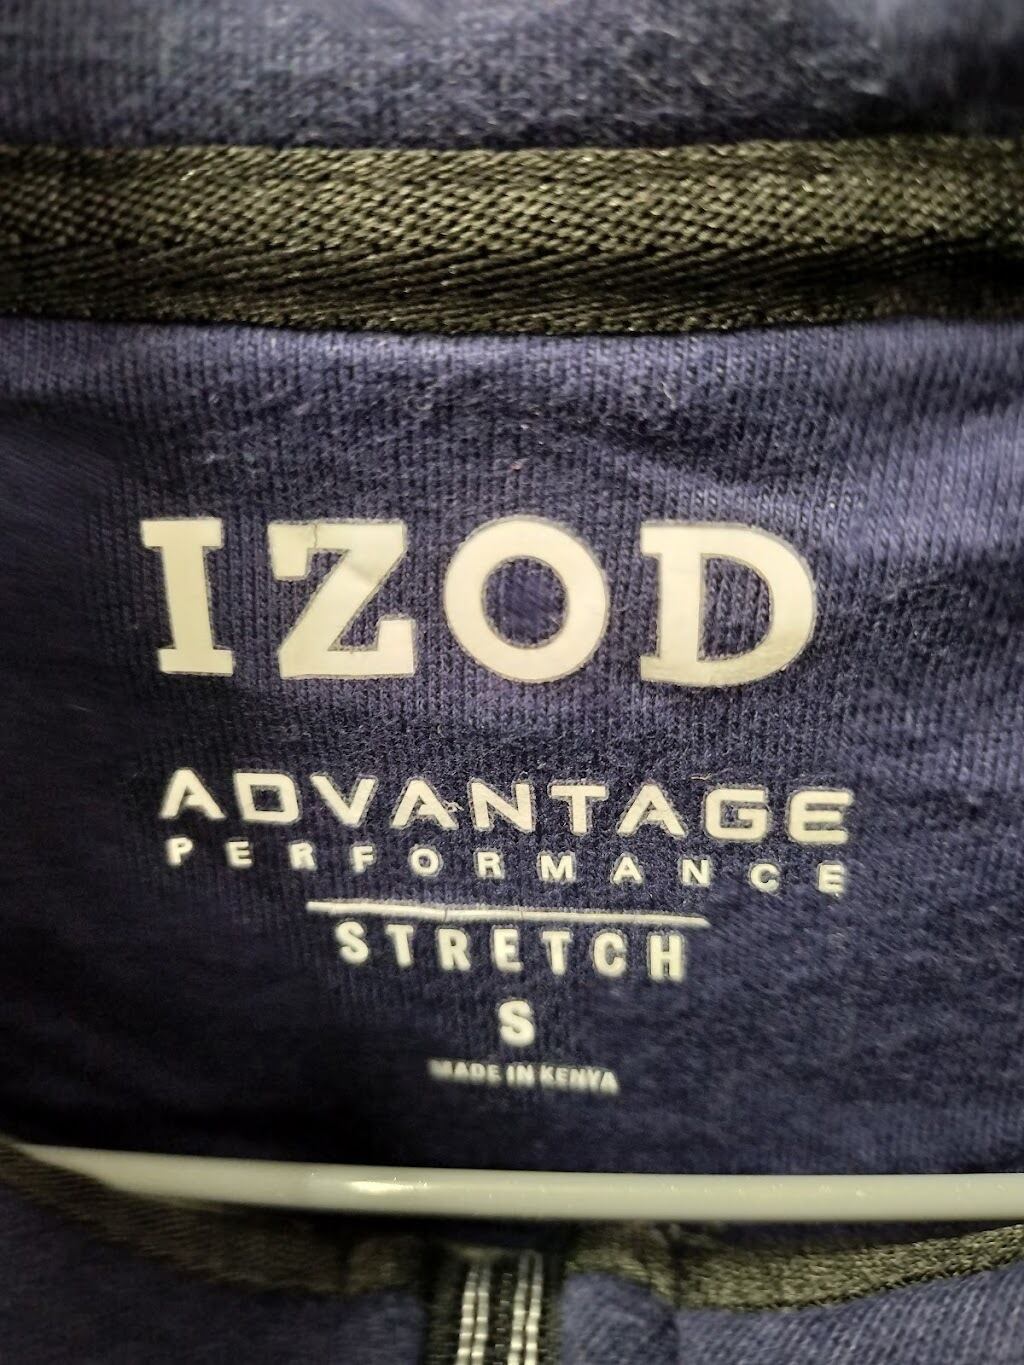 IZOD
ADVANTAGE
PERFORMANCE
STRETCH
S
MADE IN KENYA